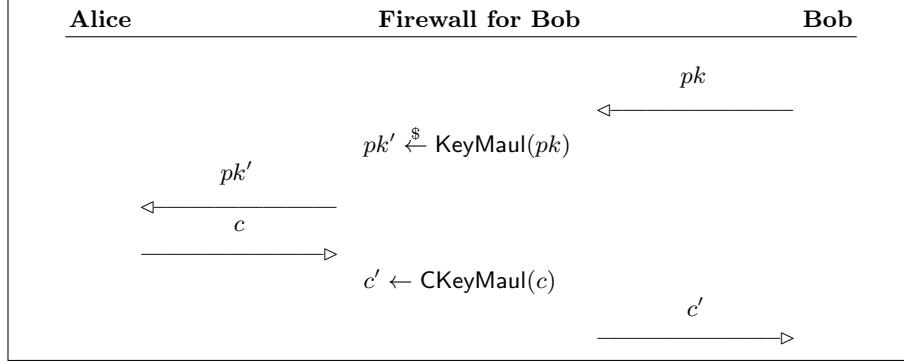 Alice Firewall for Bob Bob
pk
pk′ ←$ KeyMaul(pk)
pk′
c
c′ ← CKeyMaul(c)
c′